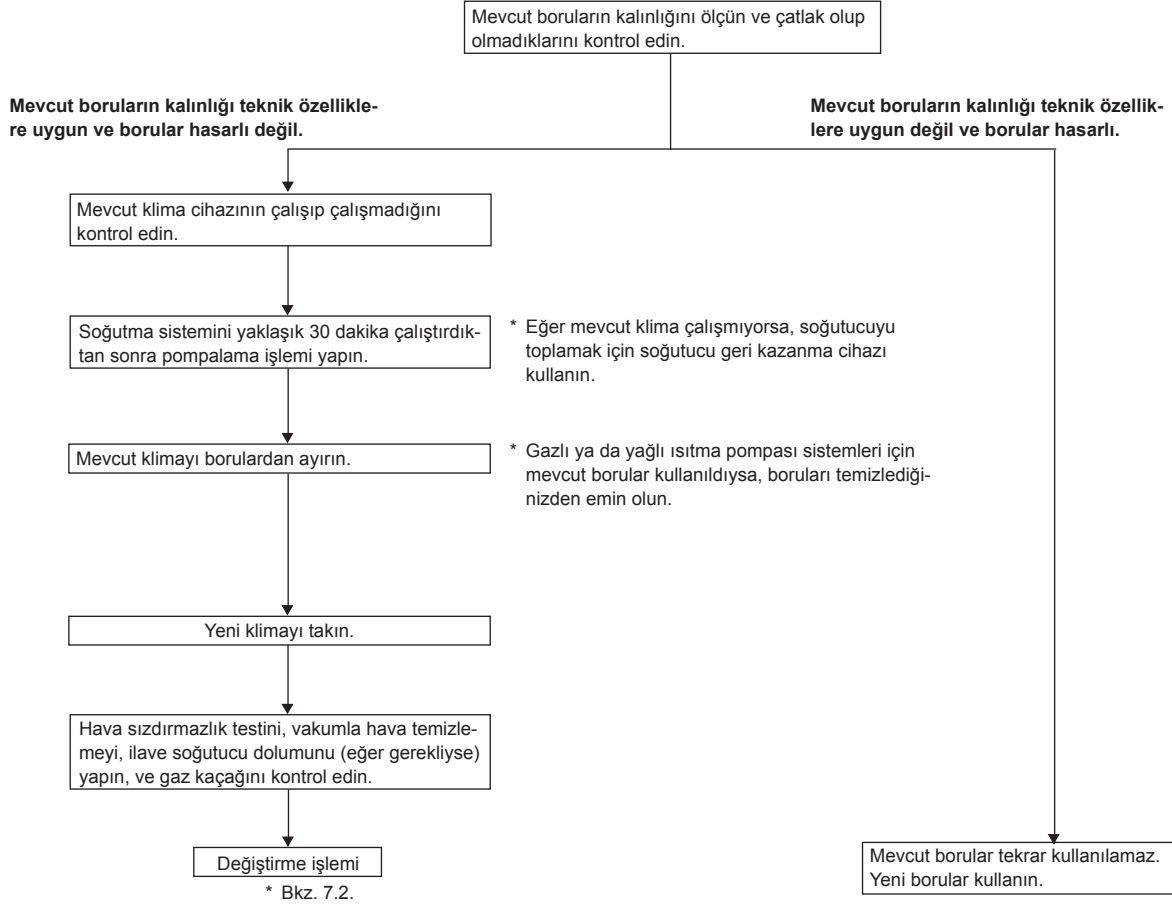 Mevcut boruların kalınlığını ölçün ve çatlak olup
olmadıklarını kontrol edin.
Mevcut boruların kalınlığı teknik özellikle-
re uygun ve borular hasarlı değil.
Mevcut boruların kalınlığı teknik özellik-
lere uygun değil ve borular hasarlı.
Mevcut klima cihazının çalışıp çalışmadığını
kontrol edin.
Soğutma sistemini yaklaşık 30 dakika çalıştırdık-
tan sonra pompalama işlemi yapın.
* Eğer mevcut klima çalışmıyorsa, soğutucuyu
toplamak için soğutucu geri kazanma cihazı
kullanın.
Mevcut klimayı borulardan ayırın.
* Gazlı ya da yağlı ısıtma pompası sistemleri için
mevcut borular kullanıldıysa, boruları temizlediği-
nizden emin olun.
Yeni klimayı takın.
Hava sızdırmazlık testini, vakumla hava temizle-
meyi, ilave soğutucu dolumunu (eğer gerekliyse)
yapın, ve gaz kaçağını kontrol edin.
Değiştirme işlemi
* Bkz. 7.2.
Mevcut borular tekrar kullanılamaz.
Yeni borular kullanın.